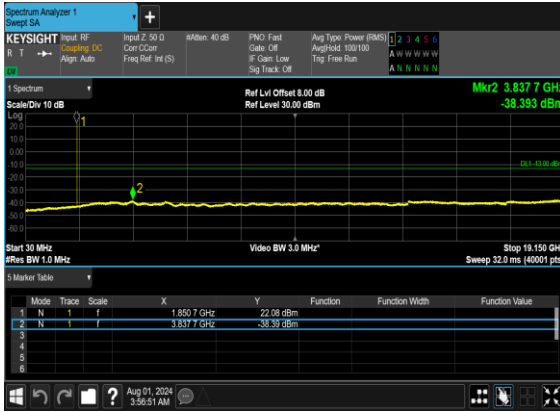 Spectrum Analyzer 1
Swept SA
+
KEYSIGHT Input: RF Input Z: 50 Ω #Atten: 40 dB PNO: Fast Avg Type: Power (RMS) 1 2 3 4 5 6
R T Coupling: DC Corr CCorr Gate: Off Avg|Hold: 100/100 A W W W W W
Align: Auto Freq Ref: Int (S) IF Gain: Low Trig: Free Run
Sig Track: Off A N N N N N
1 Spectrum
Ref Lvl Offset 8.00 dB Mkr2 3.837 7 GHz
Scale/Div 10 dB Ref Level 30.00 dBm -38.393 dBm
Log
1
20.0
10.0
0.00
-10.0
DL1 -13.00 dBm
-20.0
-30.0
2
-40.0
-50.0
-60.0
Start 30 MHz Video BW 3.0 MHz* Stop 19.150 GHz
#Res BW 1.0 MHz Sweep 32.0 ms (40001 pts)
5 Marker Table
Mode Trace Scale X Y Function Function Width Function Value
1 N 1 f 1.850 7 GHz 22.08 dBm
2 N 1 f 3.837 7 GHz -38.39 dBm
3
4
5
6
? Aug 01, 2024
3:56:51 AM